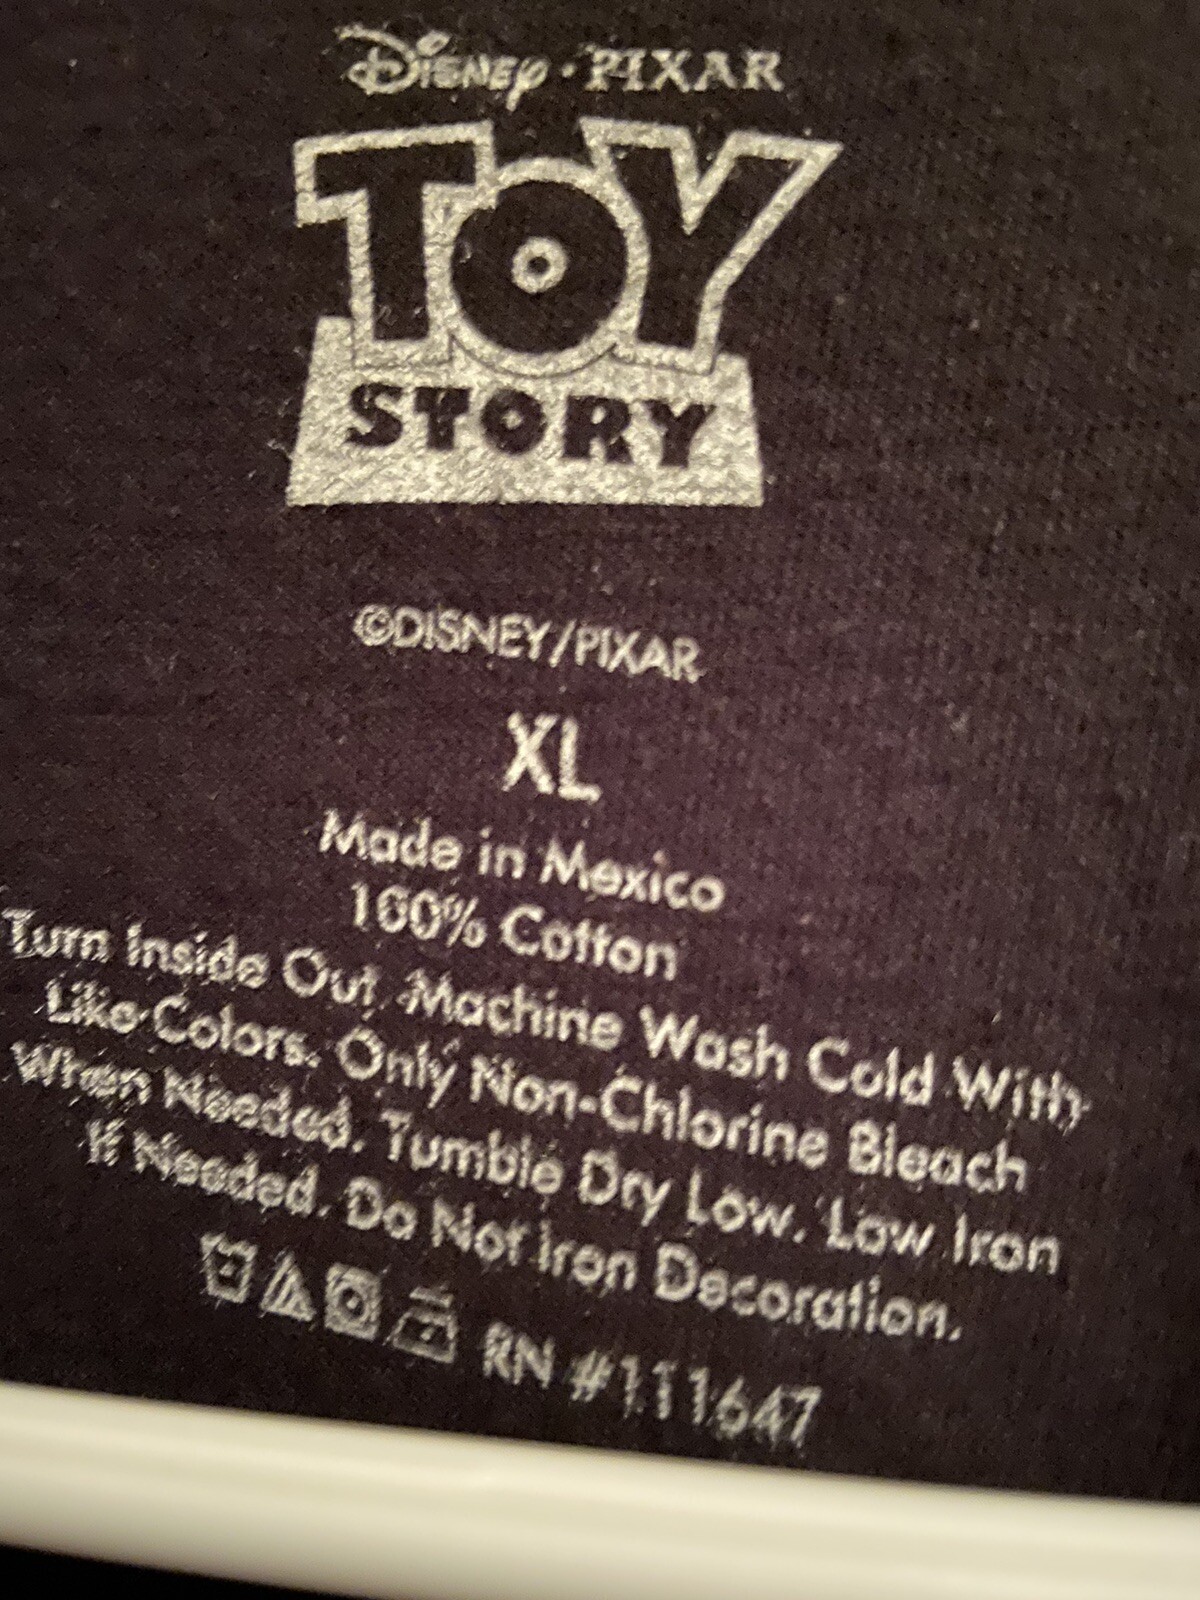 Disney · PIXAR
TOY
STORY
©DISNEY/PIXAR
XL
Made in Mexico
100% Cotton
Turn Inside Out. Machine Wash Cold With
Like Colors. Only Non-Chlorine Bleach
When Needed. Tumble Dry Low. Low Iron
If Needed. Do Not Iron Decoration.
RN #111647